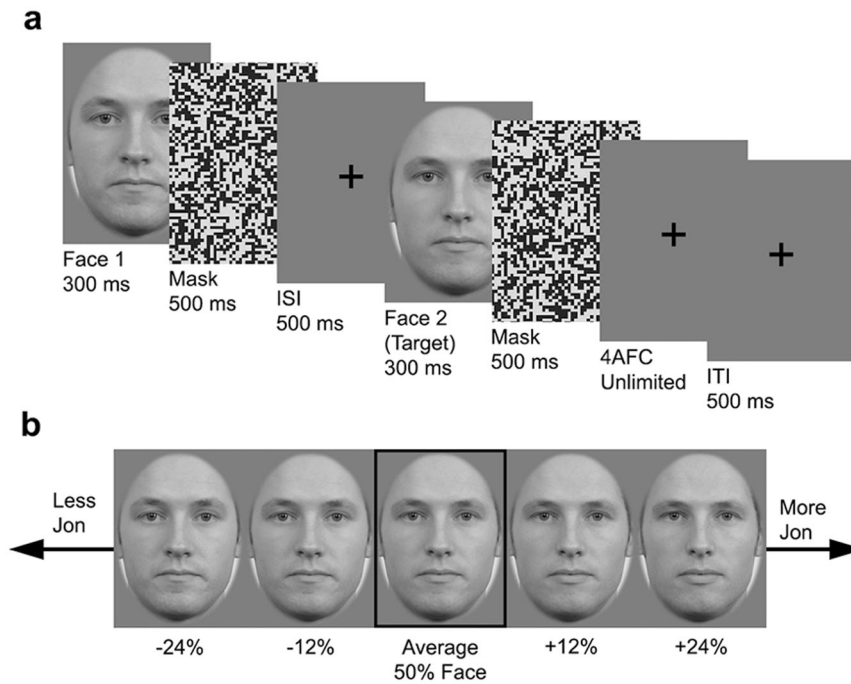 a
Face 1
300 ms
Mask
500 ms
ISI
500 ms
Face 2
(Target)
300 ms
Mask
500 ms
4AFC
Unlimited
ITI
500 ms
b
Less
Jon
More
Jon
-24%
-12%
Average
50% Face
+12%
+24%